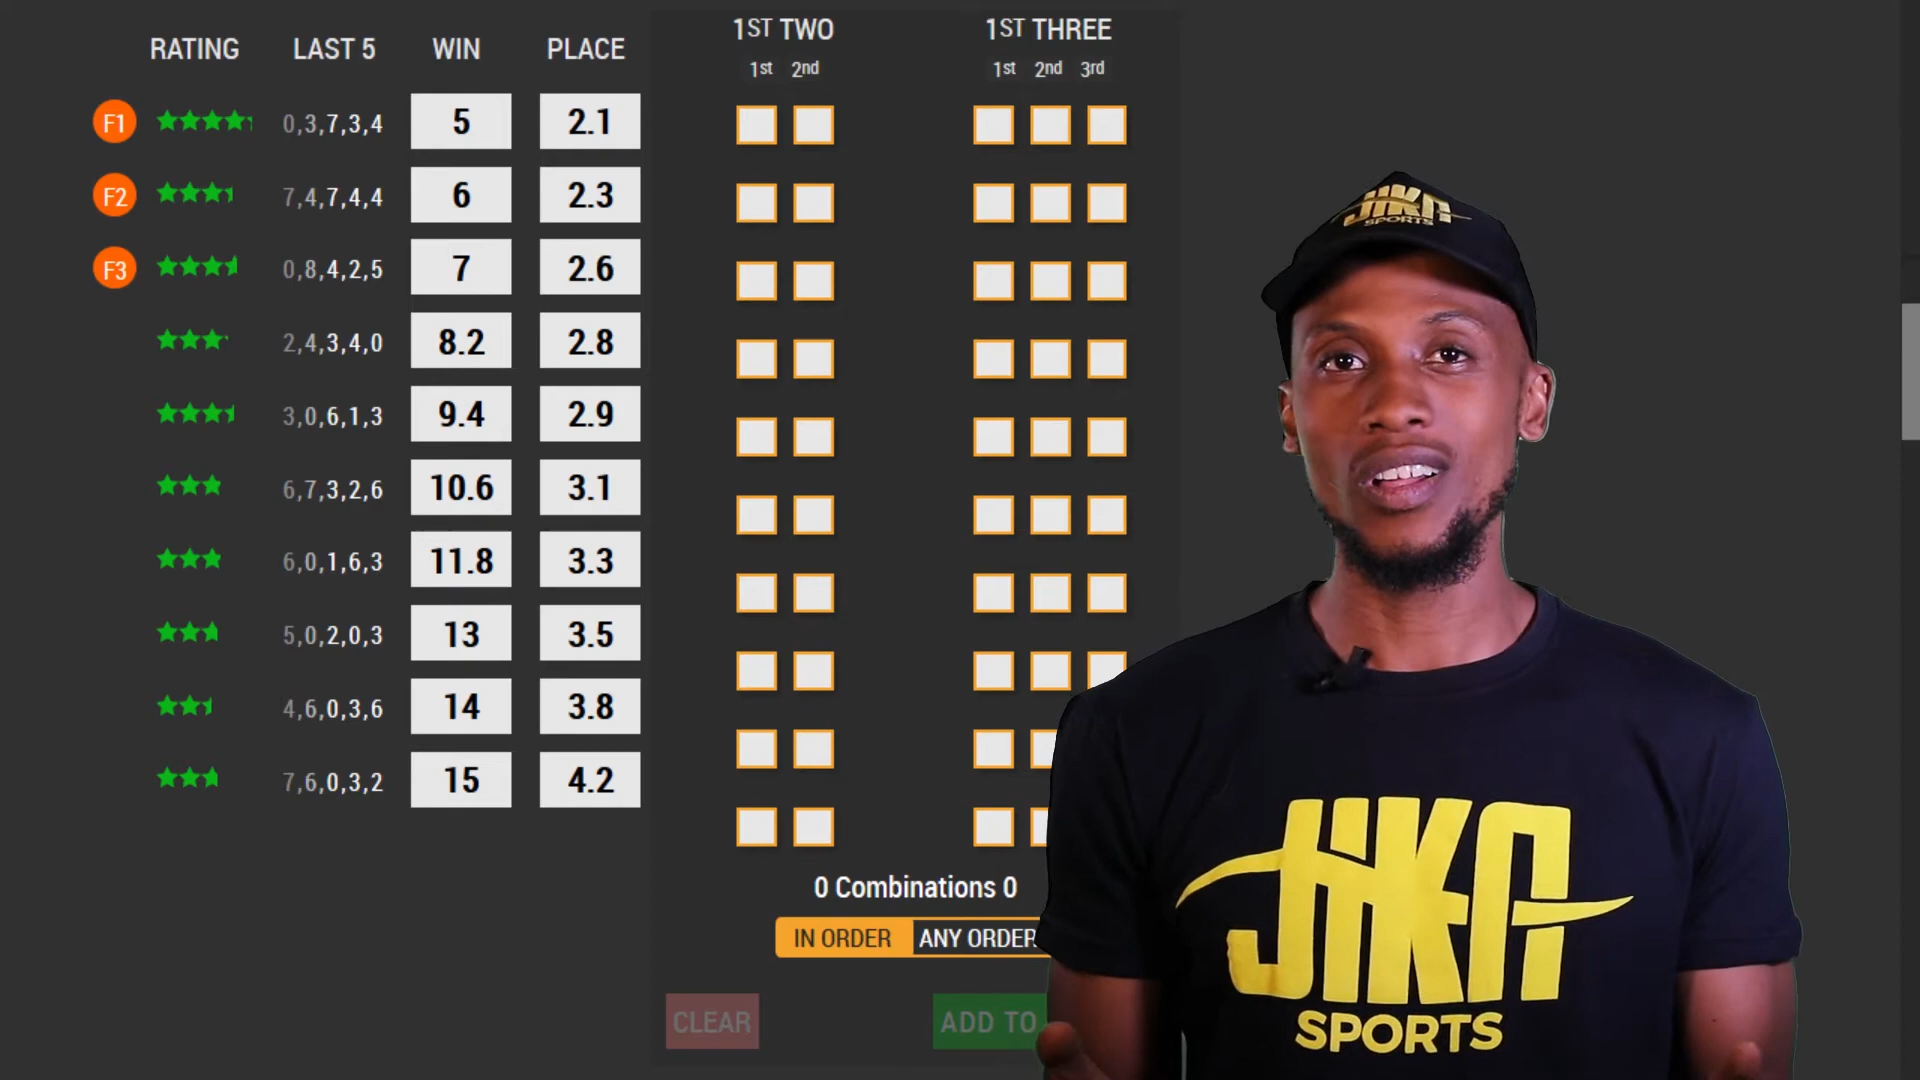 1ST TWO 1ST THREE
RATING LAST 5 WIN PLACE
1st 2nd 1st 2nd 3rd
F1 0,3,7,3,4 5 2.1
F2 7,4,7,4,4 6 2.3
F3 0,8,4,2,5 7 2.6
2,4,3,4,0 8.2 2.8
3,0,6,1,3 9.4 2.9
6,7,3,2,6 10.6 3.1
6,0,1,6,3 11.8 3.3
5,0,2,0,3 13 3.5
4,6,0,3,6 14 3.8
7,6,0,3,2 15 4.2
0 Combinations 0
IN ORDER ANY ORDER
CLEAR ADD TO
JIKA
SPORTS
JIKA
SPORTS